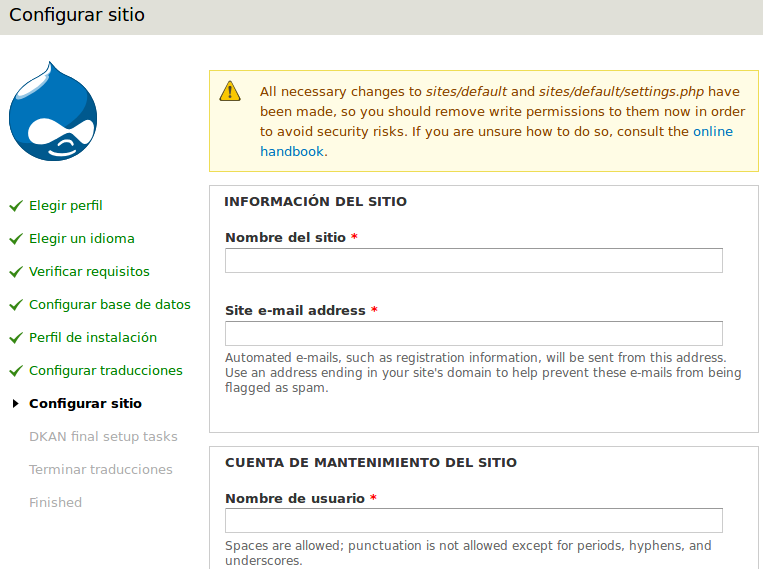 Configurar sitio
All necessary changes to sites/default and sites/default/settings.php have
been made, so you should remove write permissions to them now in order
to avoid security risks. If you are unsure how to do so, consult the online
handbook.
Elegir perfil
Elegir un idioma
Verificar requisitos
Configurar base de datos
Perfil de instalación
Configurar traducciones
Configurar sitio
DKAN final setup tasks
Terminar traducciones
Finished
INFORMACIÓN DEL SITIO
Nombre del sitio *
Site e-mail address *
Automated e-mails, such as registration information, will be sent from this address.
Use an address ending in your site's domain to help prevent these e-mails from being
flagged as spam.
CUENTA DE MANTENIMIENTO DEL SITIO
Nombre de usuario *
Spaces are allowed; punctuation is not allowed except for periods, hyphens, and
underscores.